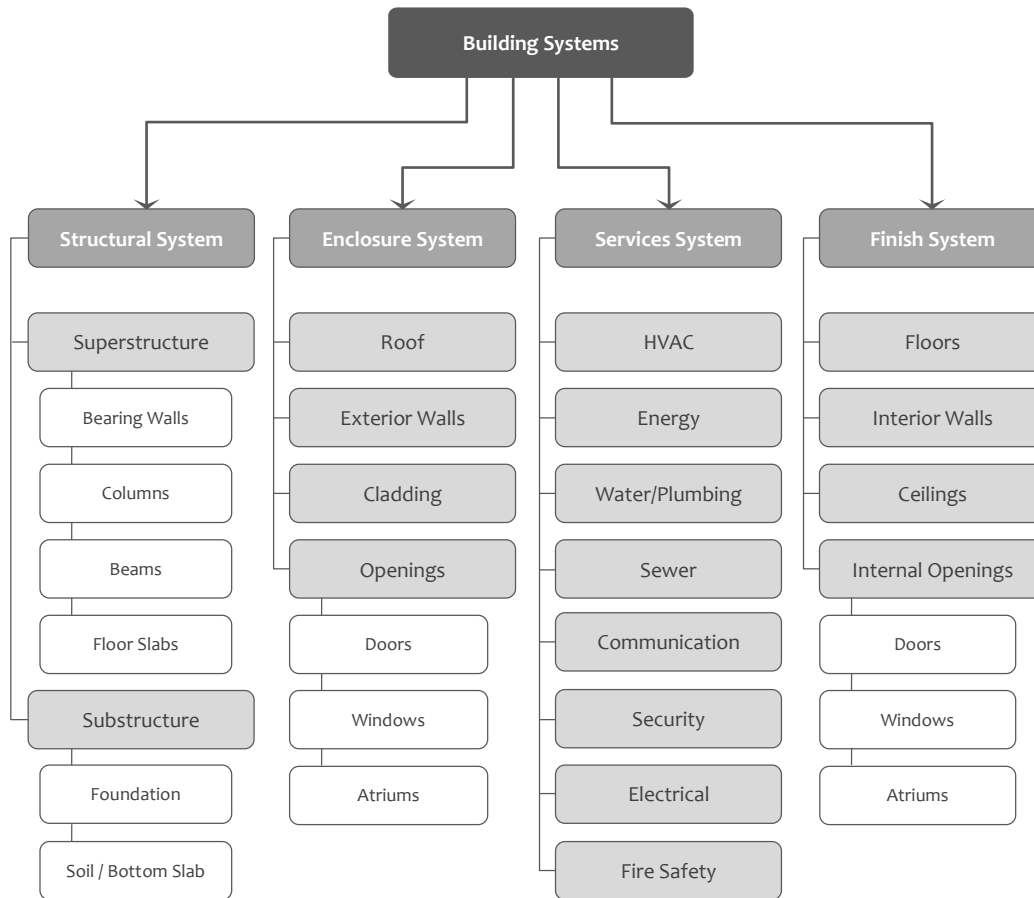 Building Systems
Structural System
Superstructure
Bearing Walls
Columns
Beams
Floor Slabs
Substructure
Foundation
Soil / Bottom Slab
Enclosure System
Roof
Exterior Walls
Cladding
Openings
Doors
Windows
Atriums
Services System
HVAC
Energy
Water/Plumbing
Sewer
Communication
Security
Electrical
Fire Safety
Finish System
Floors
Interior Walls
Ceilings
Internal Openings
Doors
Windows
Atriums